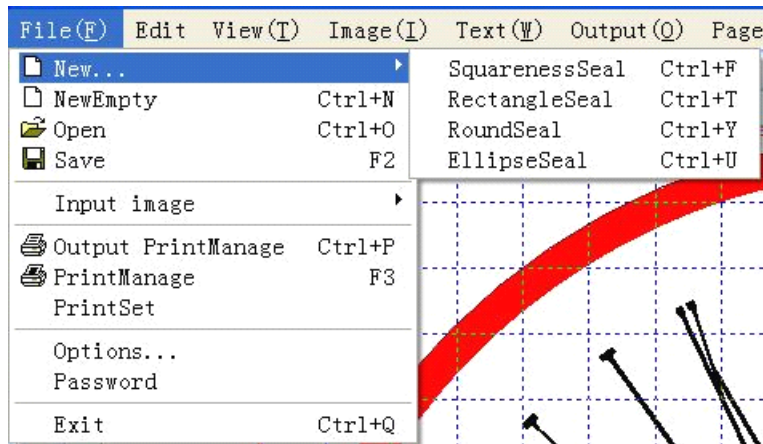 File(F) Edit View(T) Image(I) Text(W) Output(O) Page
New...
NewEmpty Ctrl+N
Open Ctrl+O
Save F2
Input image
Output PrintManage Ctrl+P
PrintManage F3
PrintSet
Options...
Password
Exit Ctrl+Q
SquarenessSeal Ctrl+F
RectangleSeal Ctrl+T
RoundSeal Ctrl+Y
EllipseSeal Ctrl+U